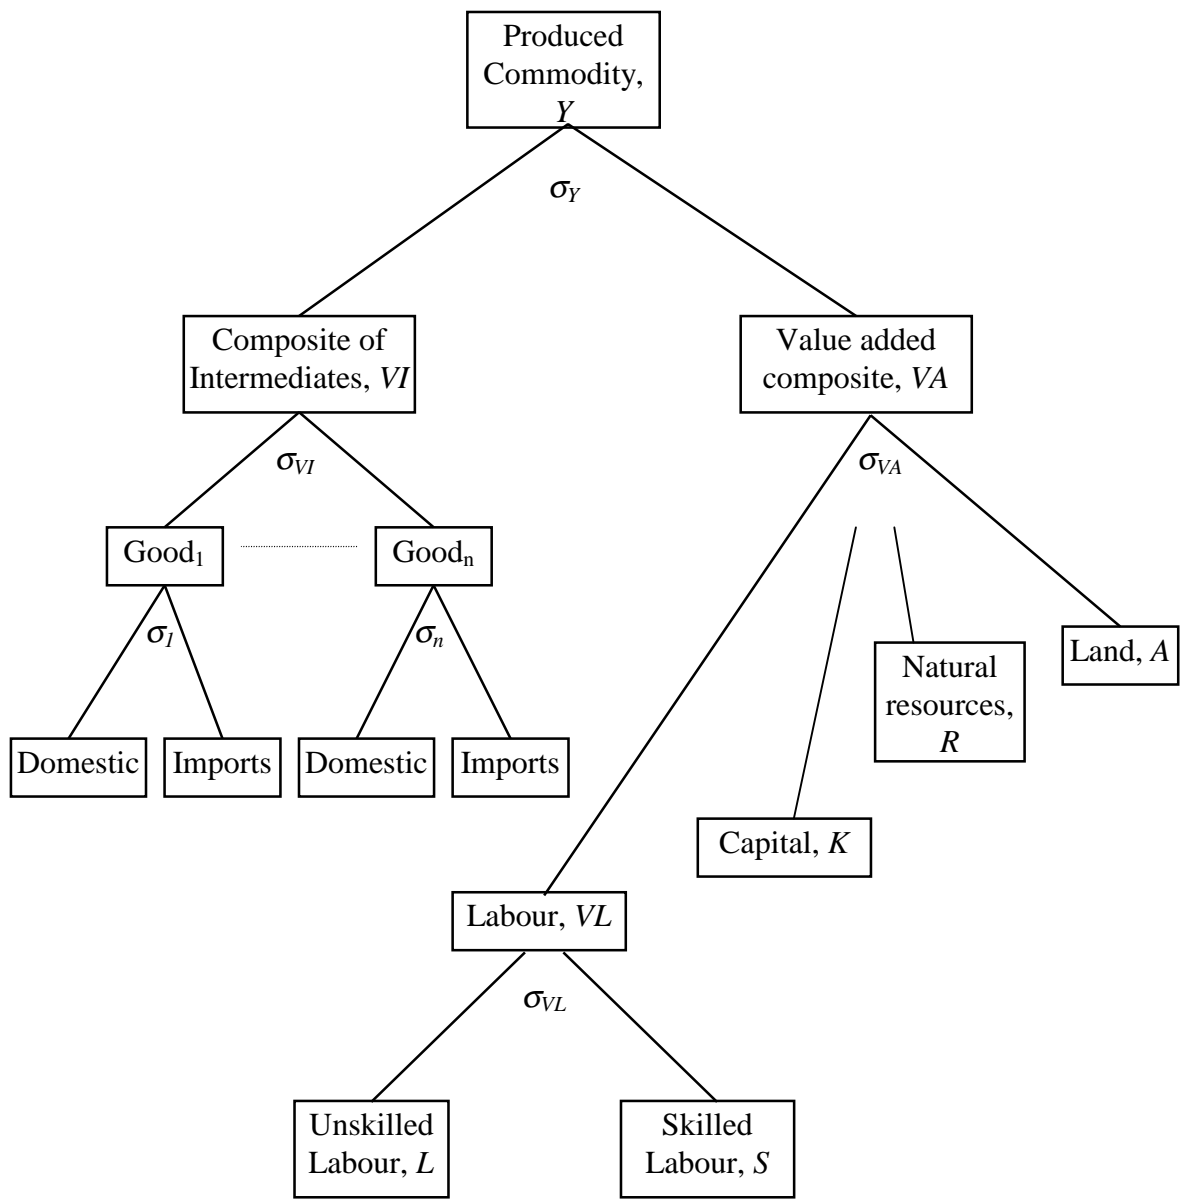 Produced
Commodity,
Y
σY
Composite of
Intermediates, VI
Value added
composite, VA
σVI
σVA
Good1
Goodn
σ1
σn
Land, A
Natural
resources,
R
Domestic
Imports
Domestic
Imports
Capital, K
Labour, VL
σVL
Unskilled
Labour, L
Skilled
Labour, S